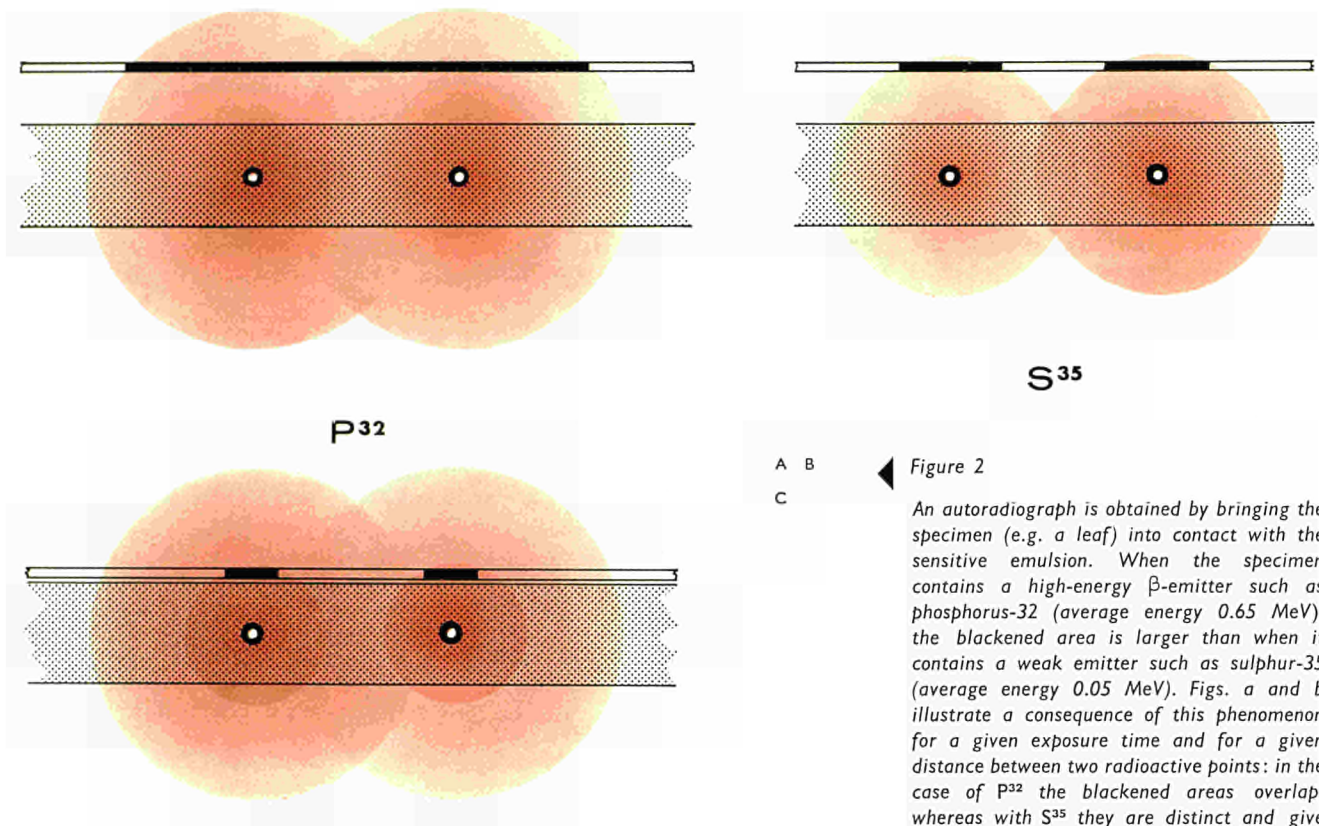 P³²
S³⁵
A B
C
Figure 2
An autoradiograph is obtained by bringing the
specimen (e.g. a leaf) into contact with the
sensitive emulsion. When the specimen
contains a high-energy β-emitter such as
phosphorus-32 (average energy 0.65 MeV)
the blackened area is larger than when it
contains a weak emitter such as sulphur-35
(average energy 0.05 MeV). Figs. a and b
illustrate a consequence of this phenomenon
for a given exposure time and for a given
distance between two radioactive points: in the
case of P³² the blackened areas overlap
whereas with S³⁵ they are distinct and give